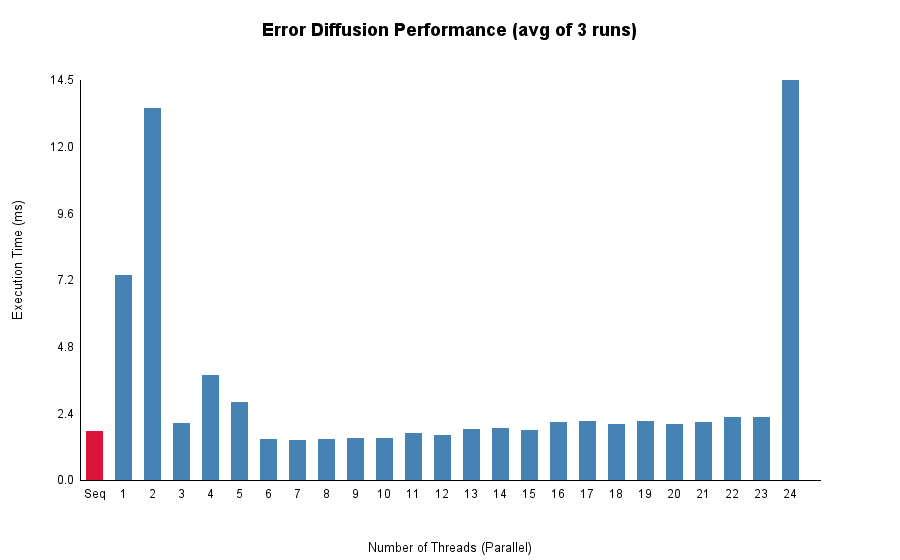 Error Diffusion Performance (avg of 3 runs)
14.5
12.0
9.6
7.2
4.8
2.4
0.0
Execution Time (ms)
Seq 1 2 3 4 5 6 7 8 9 10 11 12 13 14 15 16 17 18 19 20 21 22 23 24
Number of Threads (Parallel)